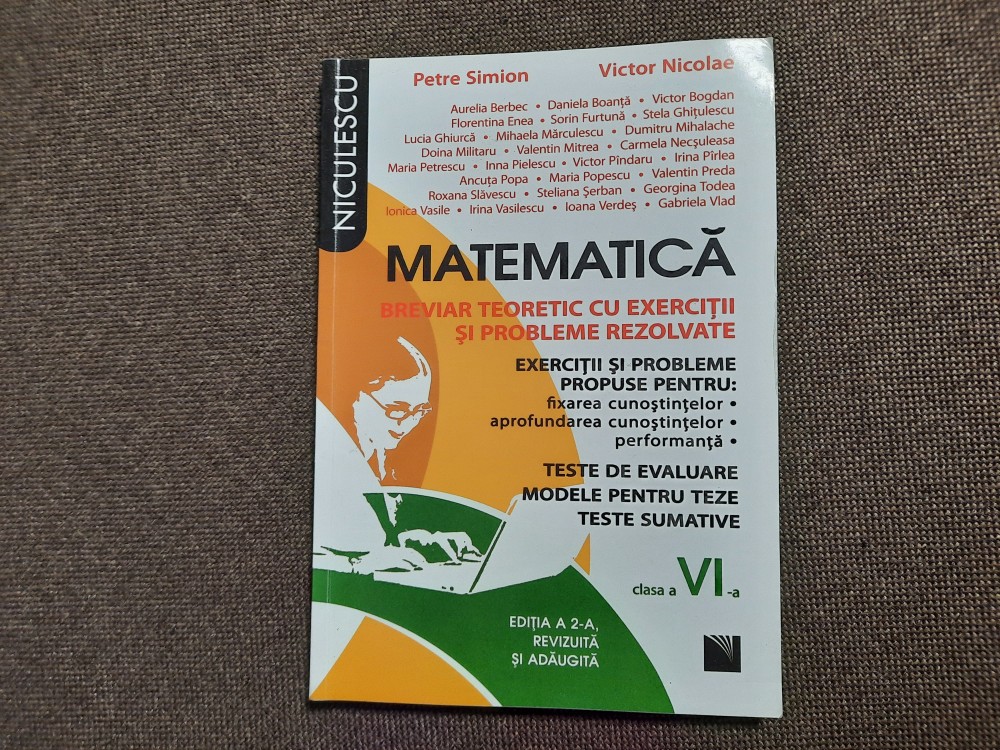 NICULESCU
Petre Simion Victor Nicolae
Aurelia Berbec • Daniela Boanță • Victor Bogdan
Florentina Enea • Sorin Furtună • Stela Ghițulescu
Lucia Ghiurcă • Mihaela Mărculescu • Dumitru Mihalache
Doina Militaru • Valentin Mitrea • Carmela Necșuleasa
Maria Petrescu • Inna Pielescu • Victor Pîndaru • Irina Pîrlea
Ancuța Popa • Maria Popescu • Valentin Preda
Roxana Slăvescu • Steliana Șerban • Georgina Todea
Ionica Vasile • Irina Vasilescu • Ioana Verdeș • Gabriela Vlad
MATEMATICĂ
BREVIAR TEORETIC CU EXERCIȚII
ȘI PROBLEME REZOLVATE
EXERCIȚII ȘI PROBLEME
PROPUSE PENTRU:
fixarea cunoștințelor •
aprofundarea cunoștințelor •
performanță •
TESTE DE EVALUARE
MODELE PENTRU TEZE
TESTE SUMATIVE
clasa a VI-a
EDIȚIA A 2-A,
REVIZUITĂ
ȘI ADĂUGITĂ